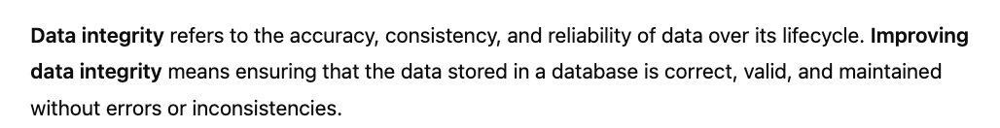 Data integrity refers to the accuracy, consistency, and reliability of data over its lifecycle. Improving
data integrity means ensuring that the data stored in a database is correct, valid, and maintained
without errors or inconsistencies.